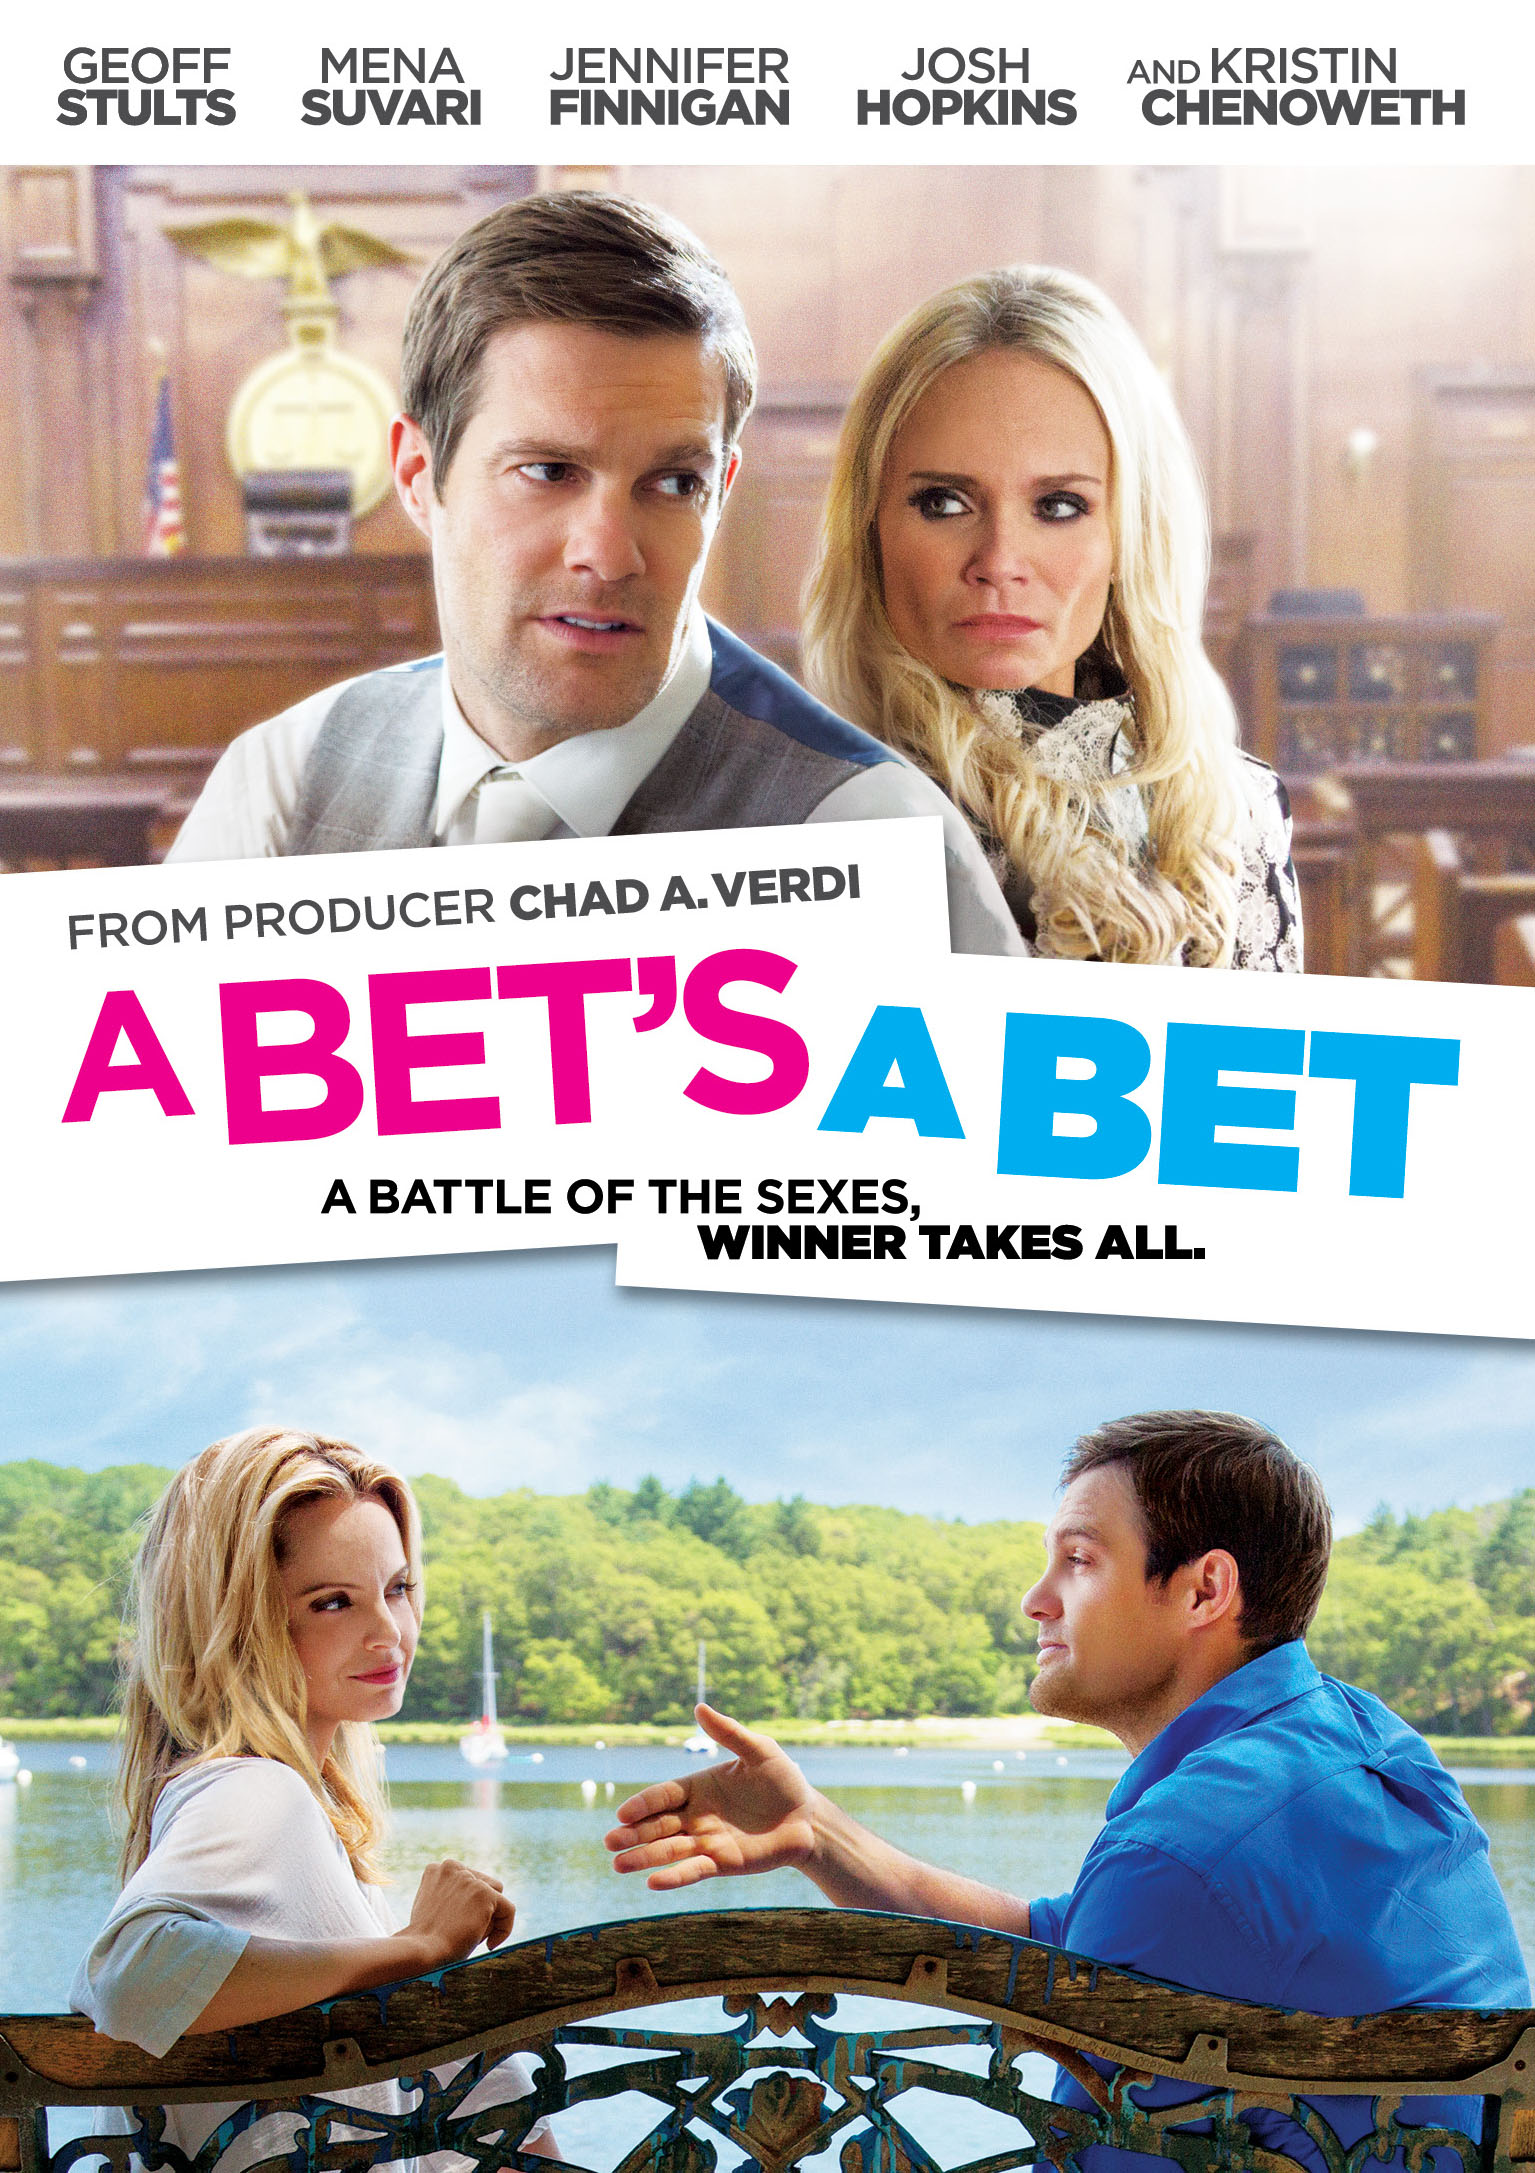 GEOFF STULTS
MENA SUVARI
JENNIFER FINNIGAN
JOSH HOPKINS
AND KRISTIN CHENOWETH
FROM PRODUCER CHAD A. VERDI
A BET'S A BET
A BATTLE OF THE SEXES,
WINNER TAKES ALL.